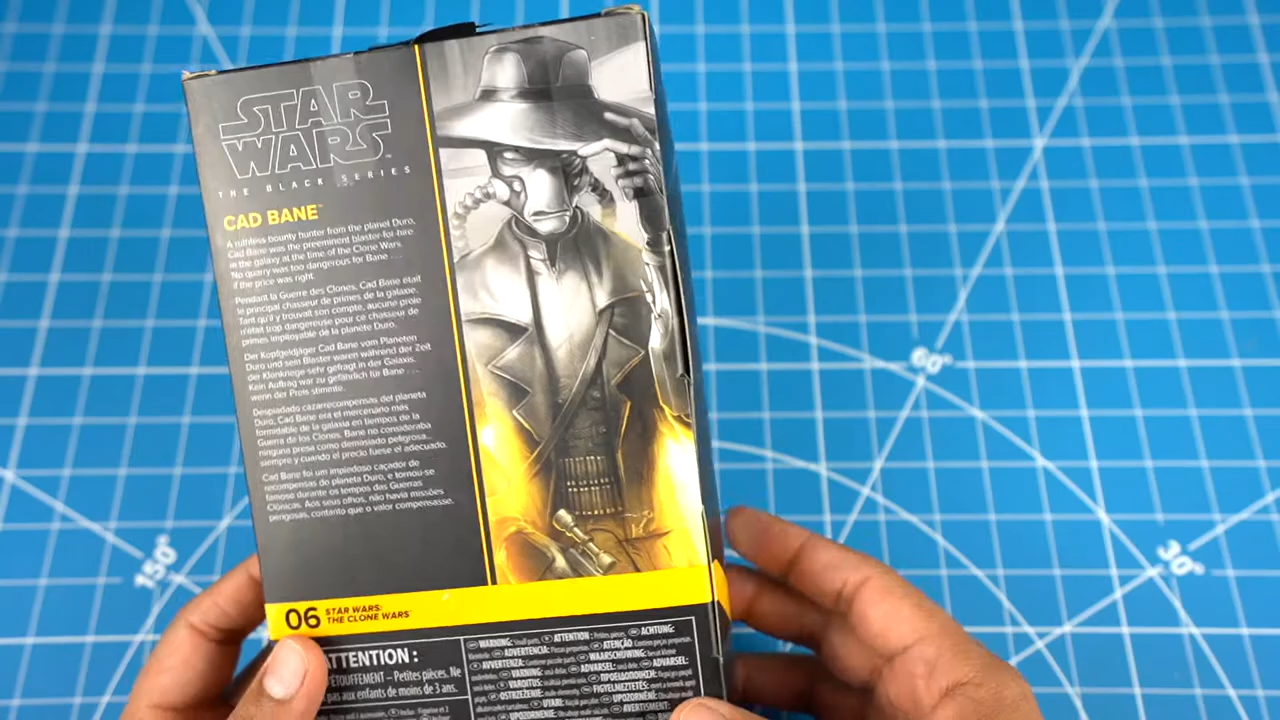 STAR
WARS
THE BLACK SERIES
CAD BANE™
A ruthless bounty hunter from the planet Duro,
Cad Bane was the preeminent blaster-for-hire
in the galaxy at the time of the Clone Wars.
No quarry was too dangerous for Bane . . .
if the price was right.
Pendant la Guerre des Clones, Cad Bane était
le principal chasseur de primes de la galaxie.
Tant qu'il y trouvait son compte, aucune proie
n'était trop dangereuse pour ce chasseur de
primes impitoyable de la planète Duro.
Der Kopfgeldjäger Cad Bane vom Planeten
Duro und sein Blaster waren während der Zeit
der Klonkriege sehr gefragt in der Galaxis.
Kein Auftrag war zu gefährlich für Bane . . .
wenn der Preis stimmte.
Despiadado cazarrecompensas del planeta
Duro, Cad Bane era el mercenario más
formidable de la galaxia en tiempos de la
Guerra de los Clones. Bane no consideraba
ninguna presa como demasiado peligrosa...
siempre y cuando el precio fuese el adecuado.
Cad Bane foi um impiedoso caçador de
recompensas do planeta Duro, e tornou-se
famoso durante os tempos das Guerras
Clônicas. Aos seus olhos, não havia missões
perigosas, contanto que o valor compensasse.
06 STAR WARS:
THE CLONE WARS™
ATTENTION :
ÉTOUFFEMENT – Petites pièces. Ne
pas aux enfants de moins de 3 ans.
WARNING: Small parts. ATTENTION : Petites pièces. ACHTUNG:
ADVERTENCIA: ATENÇÃO:
AVVERTENZA: WAARSCHUWING:
VARNING: ADVARSEL: ADVARSEL:
VAROITUS: ΠΡΟΕΙΔΟΠΟΙΗΣΗ:
OSTRZEŻENIE: FIGYELMEZTETÉS:
UYARI: UPOZORNĚNÍ:
UPOZORNENIE: AVERTISMENT:
60°
30°
150°